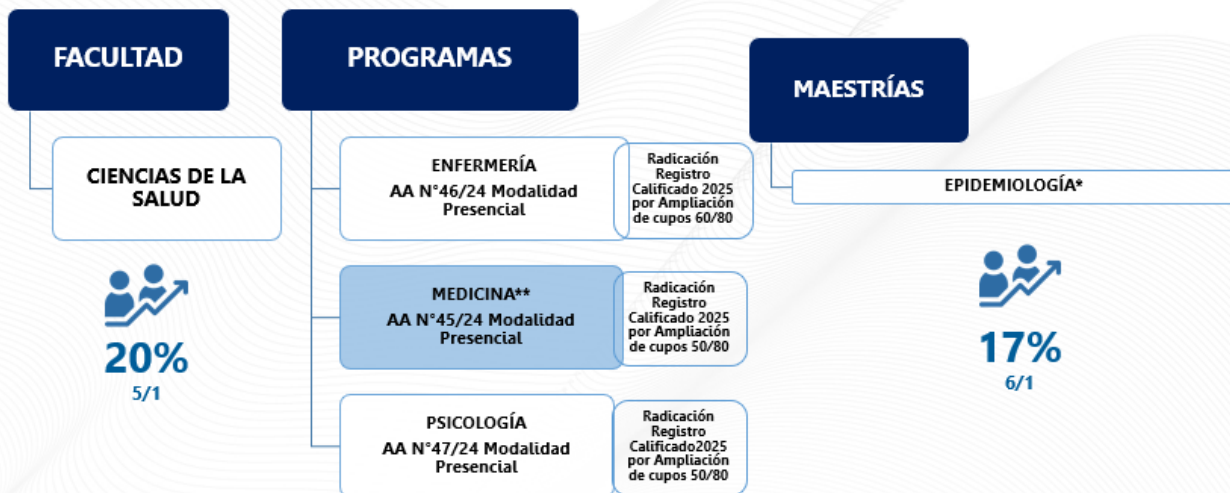 FACULTAD
CIENCIAS DE LA
SALUD
20%
5/1
PROGRAMAS
ENFERMERÍA
AA N°46/24 Modalidad
Presencial
Radicación
Registro
Calificado 2025
por Ampliación
de cupos 60/80
MEDICINA**
AA N°45/24 Modalidad
Presencial
Radicación
Registro
Calificado 2025
por Ampliación
de cupos 50/80
PSICOLOGÍA
AA N°47/24 Modalidad
Presencial
Radicación
Registro
Calificado2025
por Ampliación
de cupos 50/80
MAESTRÍAS
EPIDEMIOLOGÍA*
17%
6/1